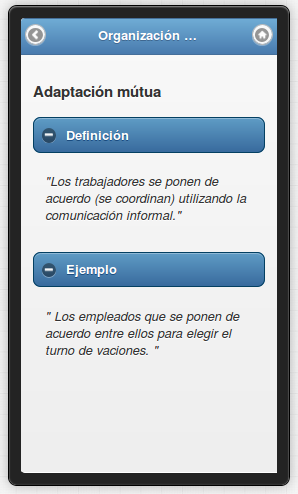 Organización ...
Adaptación mútua
Definición
"Los trabajadores se ponen de
acuerdo (se coordinan) utilizando la
comunicación informal."
Ejemplo
" Los empleados que se ponen de
acuerdo entre ellos para elegir el
turno de vaciones. "